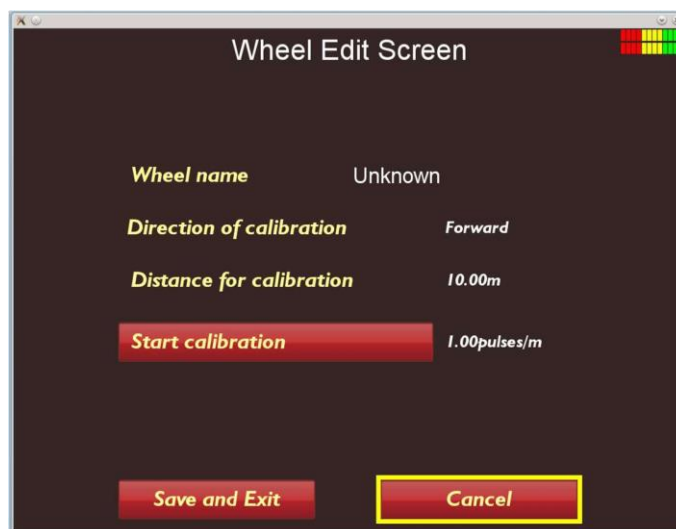 Wheel Edit Screen
Wheel name Unknown
Direction of calibration Forward
Distance for calibration 10.00m
Start calibration 1.00pulses/m
Save and Exit Cancel